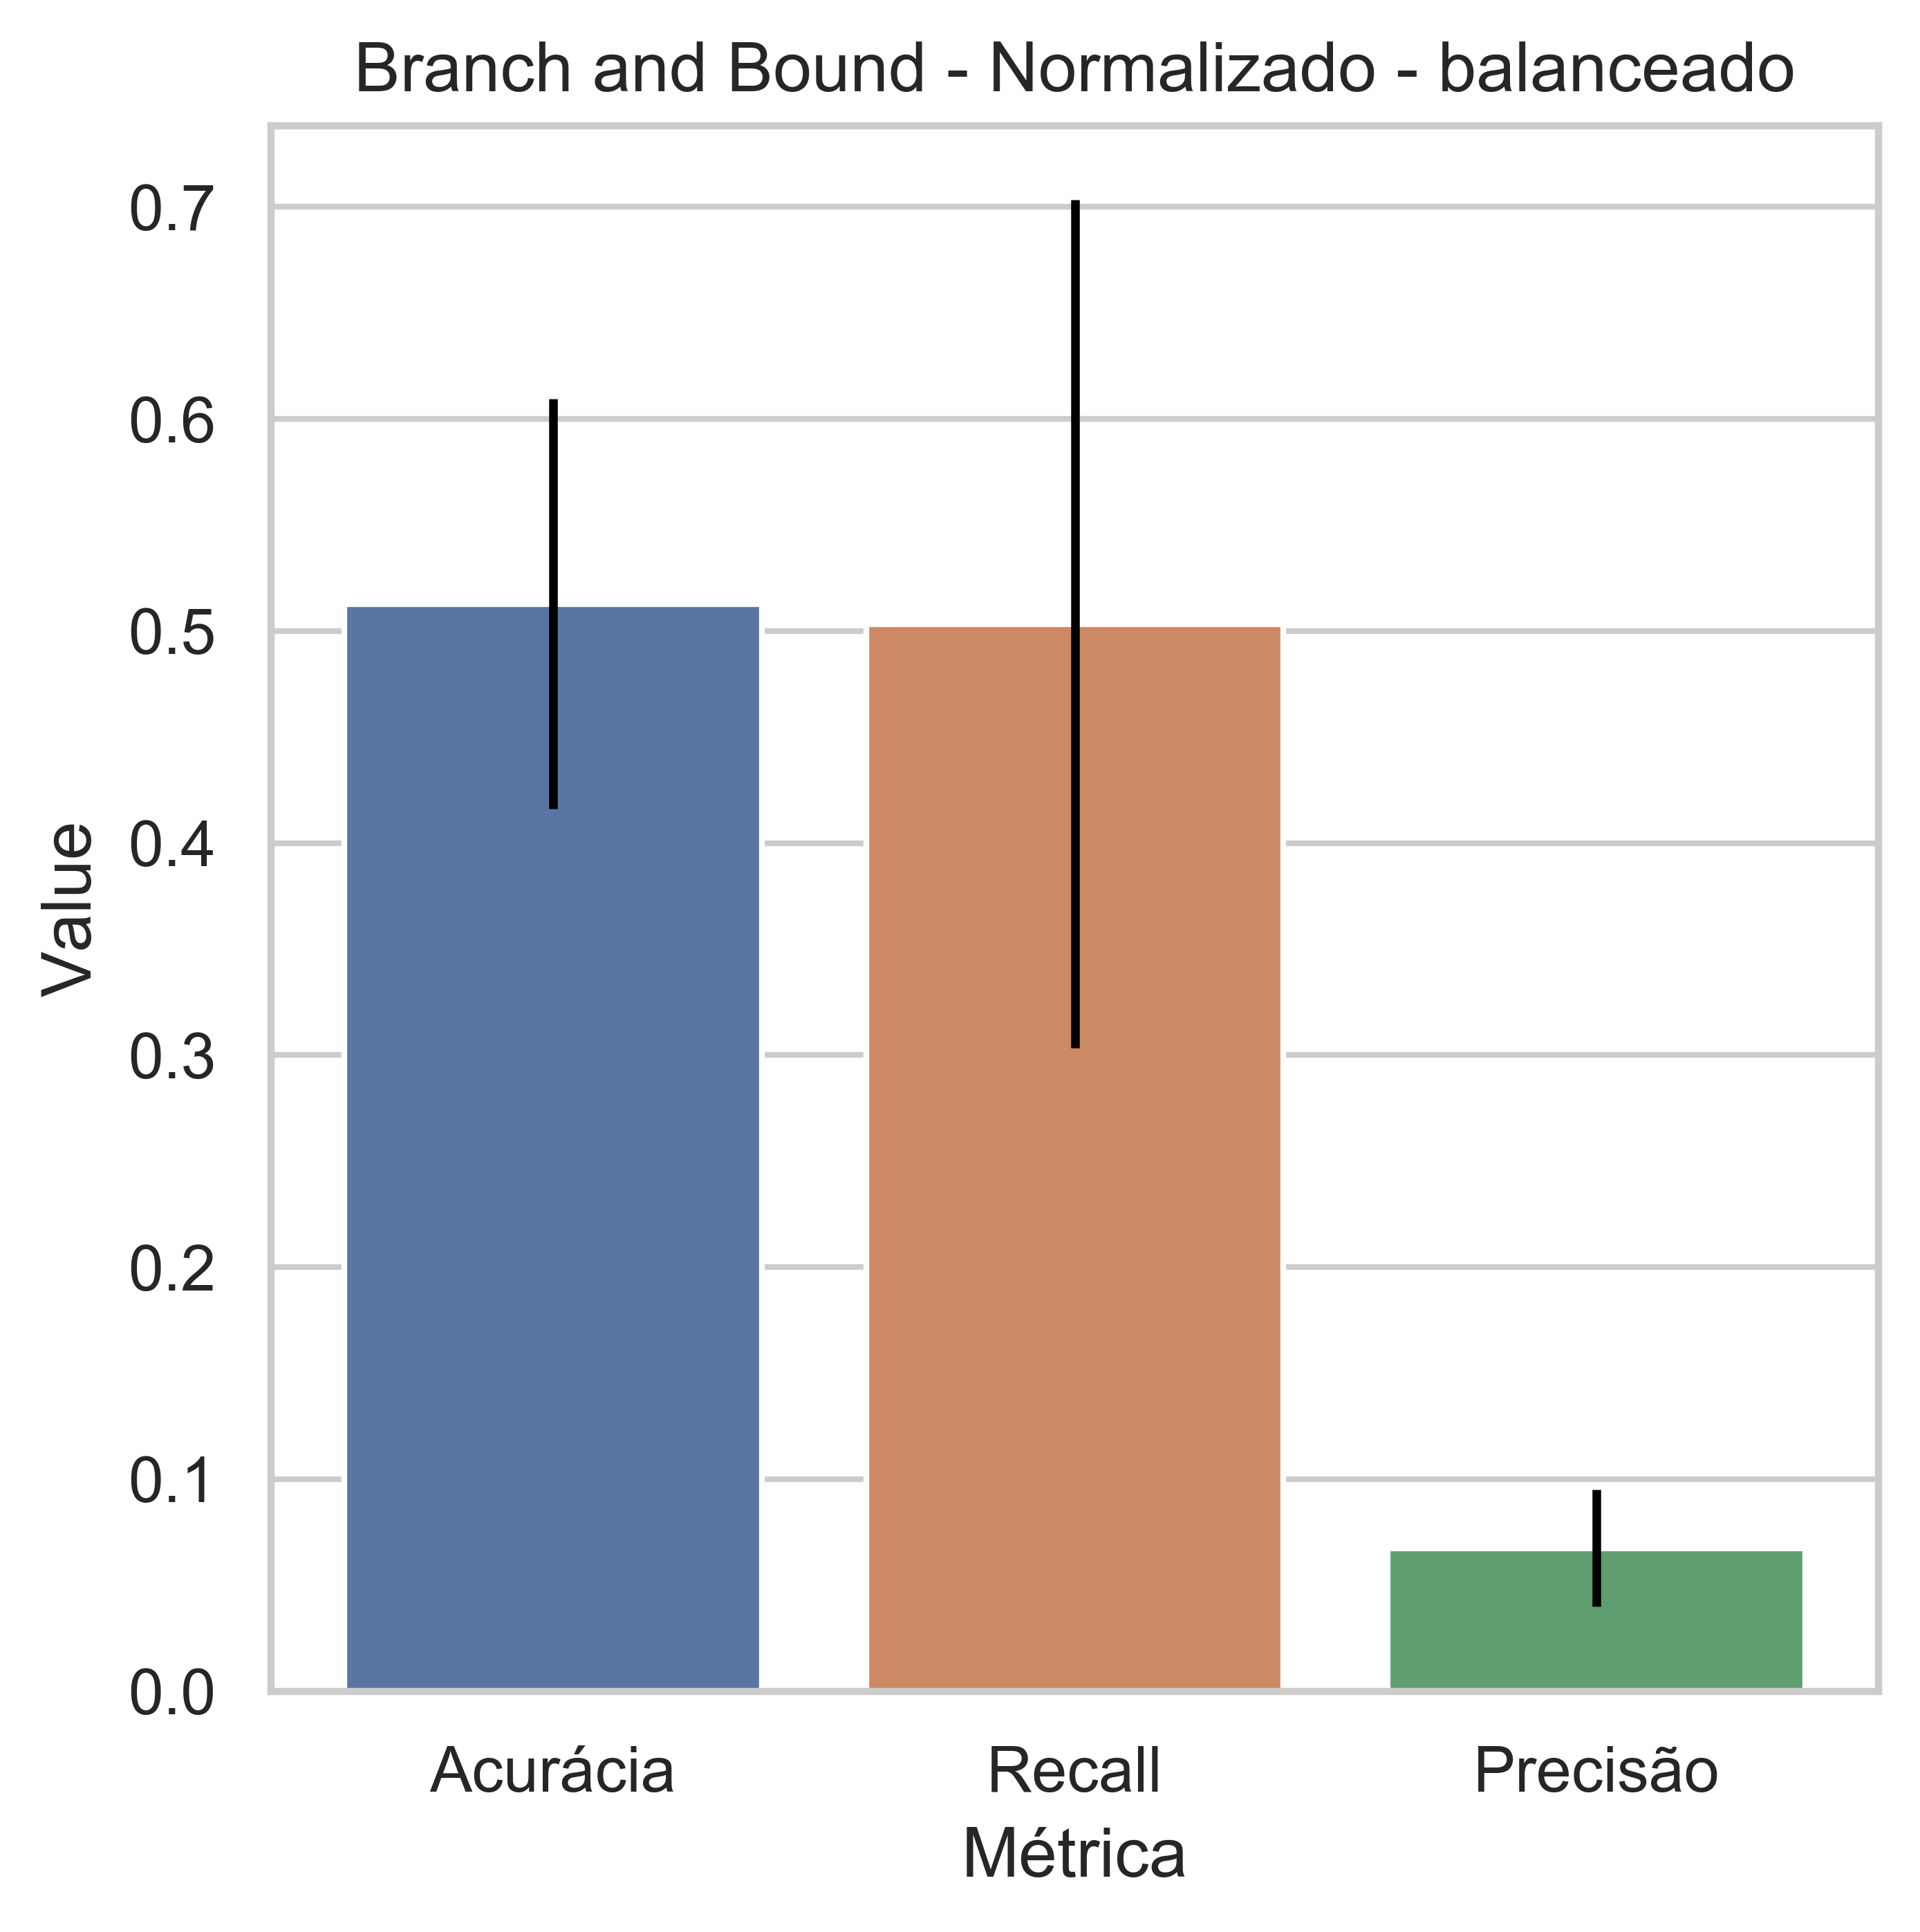 Branch and Bound - Normalizado - balanceado
0.7
0.6
0.5
0.4
0.3
0.2
0.1
0.0
Value
Acurácia Recall Precisão
Métrica